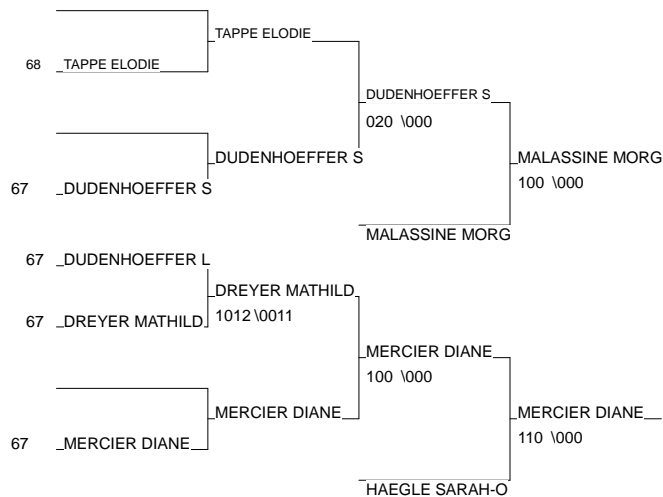 TAPPE ELODIE
68 TAPPE ELODIE
DUDENHOEFFER S
020 \000
DUDENHOEFFER S
MALASSINE MORG
100 \000
67 DUDENHOEFFER S
MALASSINE MORG
67 DUDENHOEFFER L
DREYER MATHILD
1012 \0011
67 DREYER MATHILD
MERCIER DIANE
100 \000
MERCIER DIANE
MERCIER DIANE
110 \000
67 MERCIER DIANE
HAEGLE SARAH-O